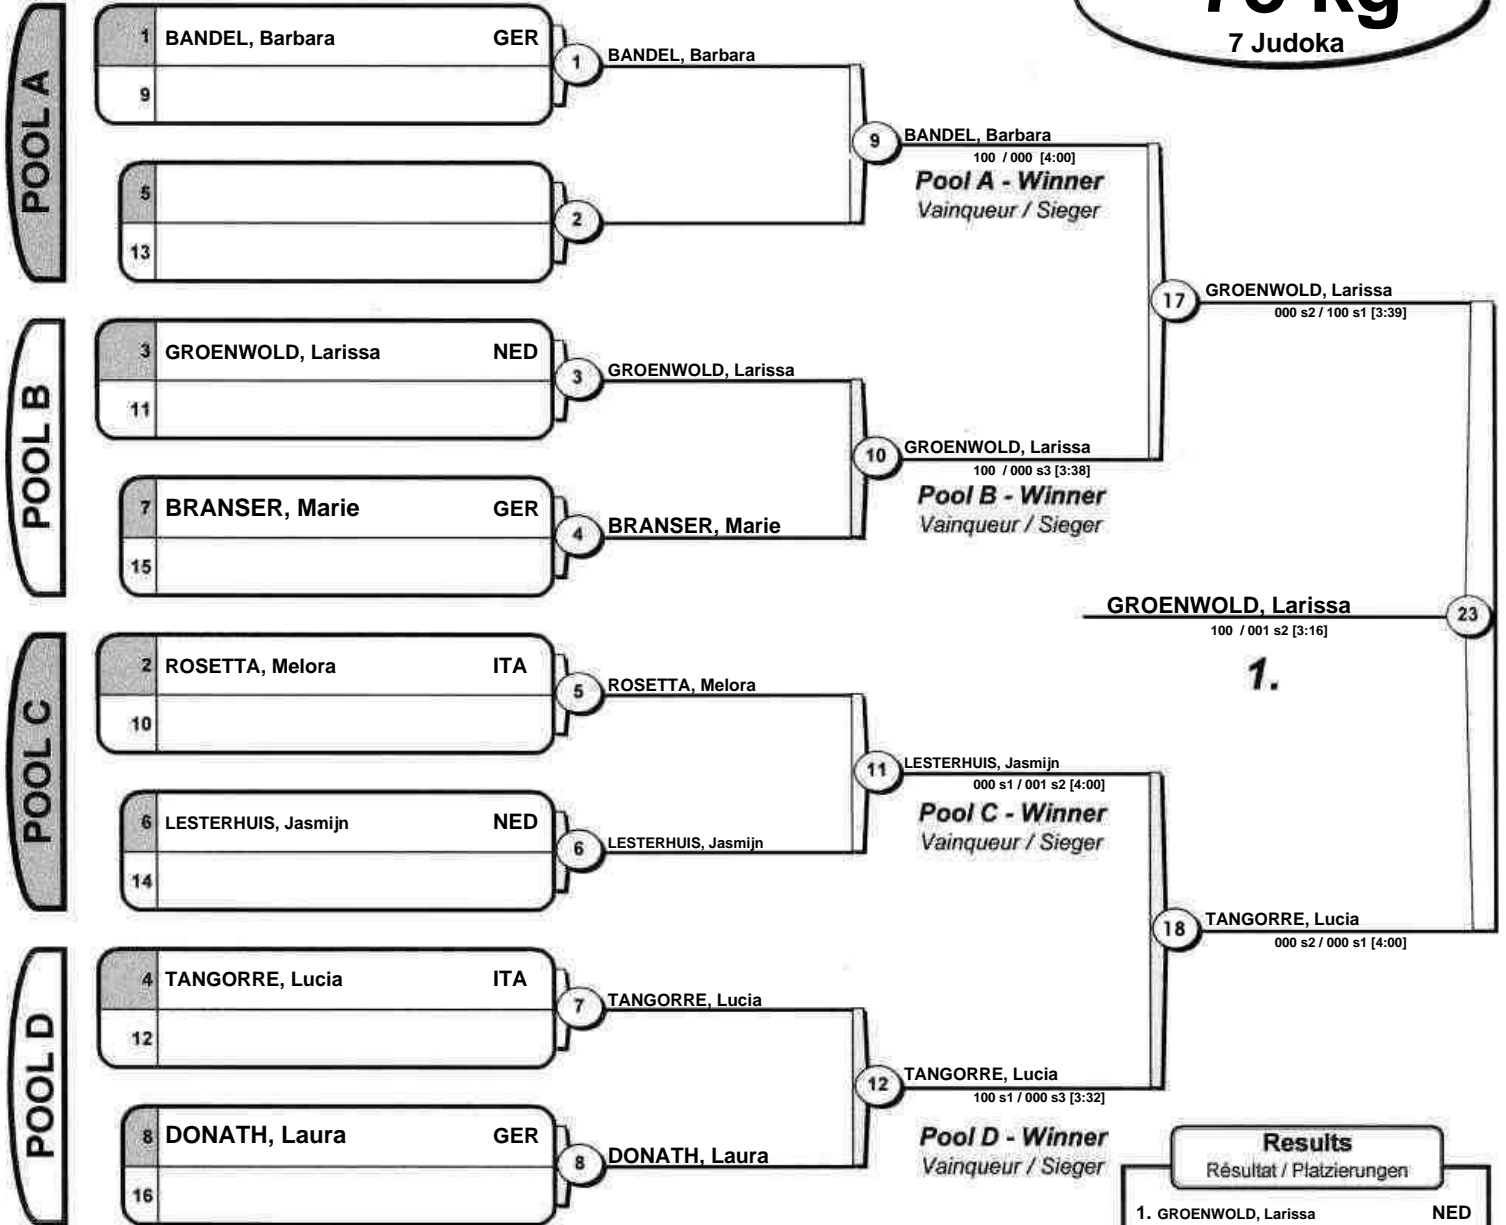 7 Judoka
POOL A
1 BANDEL, Barbara GER
9
1
BANDEL, Barbara
5
13
2
9
BANDEL, Barbara
100 / 000 [4:00]
Pool A - Winner
Vainqueur / Sieger
POOL B
3 GROENWOLD, Larissa NED
11
3
GROENWOLD, Larissa
7 BRANSER, Marie GER
15
4
BRANSER, Marie
10
GROENWOLD, Larissa
100 / 000 s3 [3:38]
Pool B - Winner
Vainqueur / Sieger
17
GROENWOLD, Larissa
000 s2 / 100 s1 [3:39]
GROENWOLD, Larissa
100 / 001 s2 [3:16]
1.
23
POOL C
2 ROSETTA, Melora ITA
10
5
ROSETTA, Melora
6 LESTERHUIS, Jasmijn NED
14
6
LESTERHUIS, Jasmijn
11
LESTERHUIS, Jasmijn
000 s1 / 001 s2 [4:00]
Pool C - Winner
Vainqueur / Sieger
18
TANGORRE, Lucia
000 s2 / 000 s1 [4:00]
POOL D
4 TANGORRE, Lucia ITA
12
7
TANGORRE, Lucia
8 DONATH, Laura GER
16
8
DONATH, Laura
12
TANGORRE, Lucia
100 s1 / 000 s3 [3:32]
Pool D - Winner
Vainqueur / Sieger
Results
Résultat / Platzierungen
1. GROENWOLD, Larissa NED